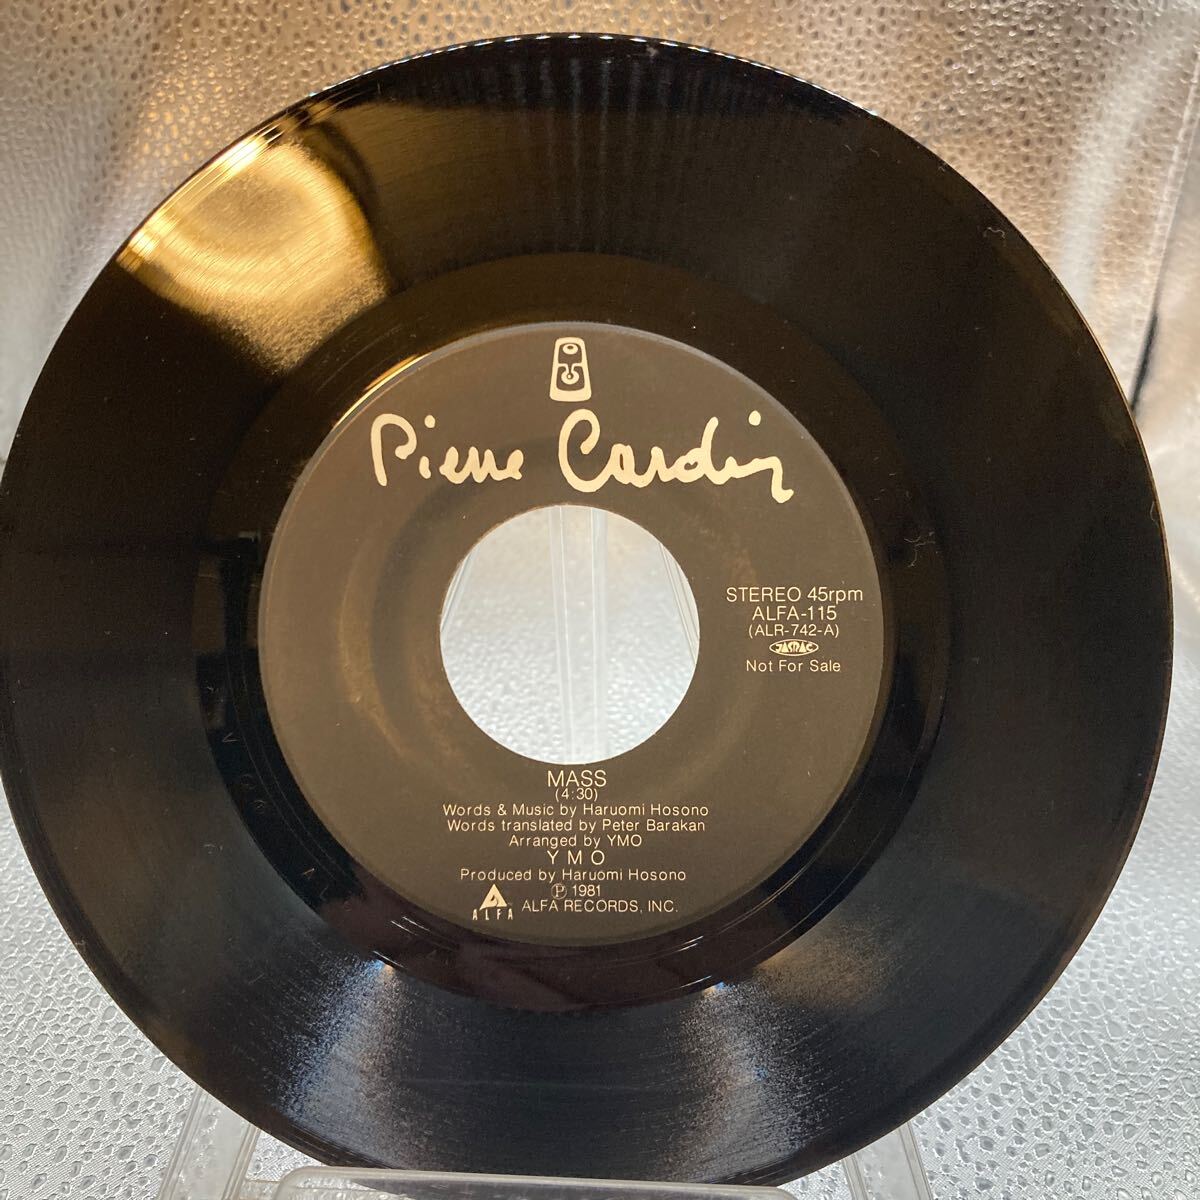 Pierre Cardin
STEREO 45rpm
ALFA-115
(ALR-742-A)
JASRAC
Not For Sale
MASS
(4:30)
Words & Music by Haruomi Hosono
Words translated by Peter Barakan
Arranged by YMO
Y M O
Produced by Haruomi Hosono
Ⓟ 1981
ALFA ALFA RECORDS, INC.